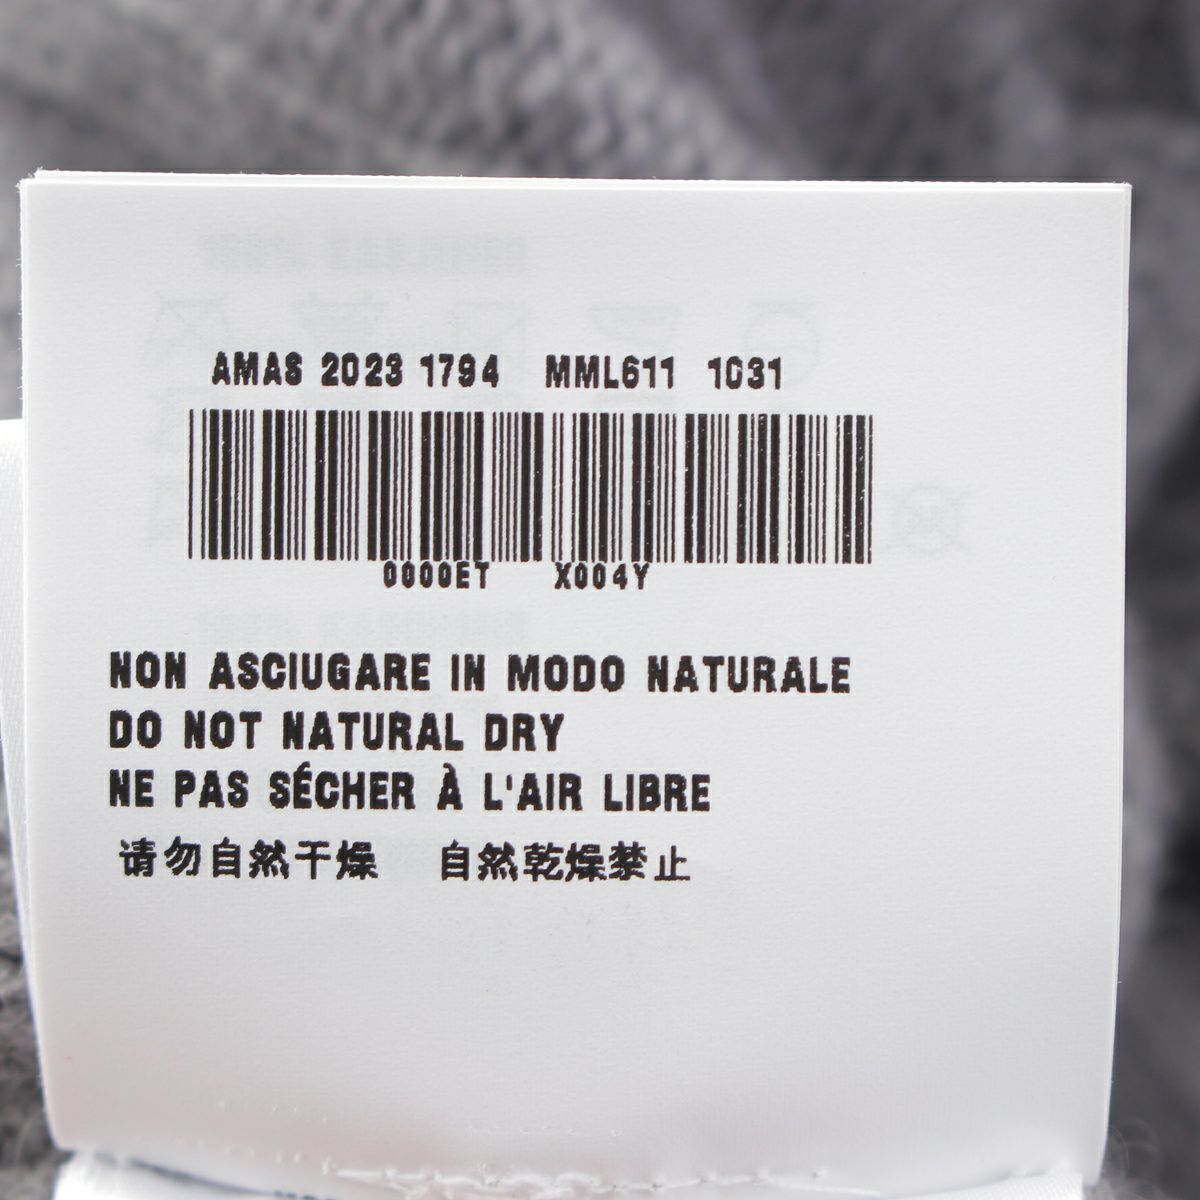 AMAS 2023 1794 MML611 1031
0000ET X004Y
NON ASCIUGARE IN MODO NATURALE
DO NOT NATURAL DRY
NE PAS SÉCHER À L'AIR LIBRE
请勿自然干燥 自然乾燥禁止